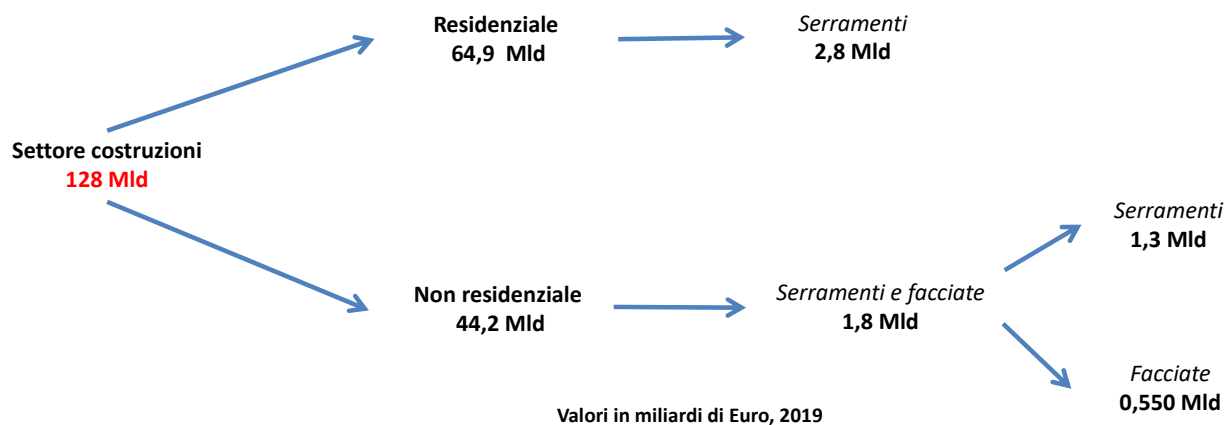 Residenziale
64,9 Mld
Serramenti
2,8 Mld
Settore costruzioni
128 Mld
Serramenti
1,3 Mld
Non residenziale
44,2 Mld
Serramenti e facciate
1,8 Mld
Facciate
0,550 Mld
Valori in miliardi di Euro, 2019